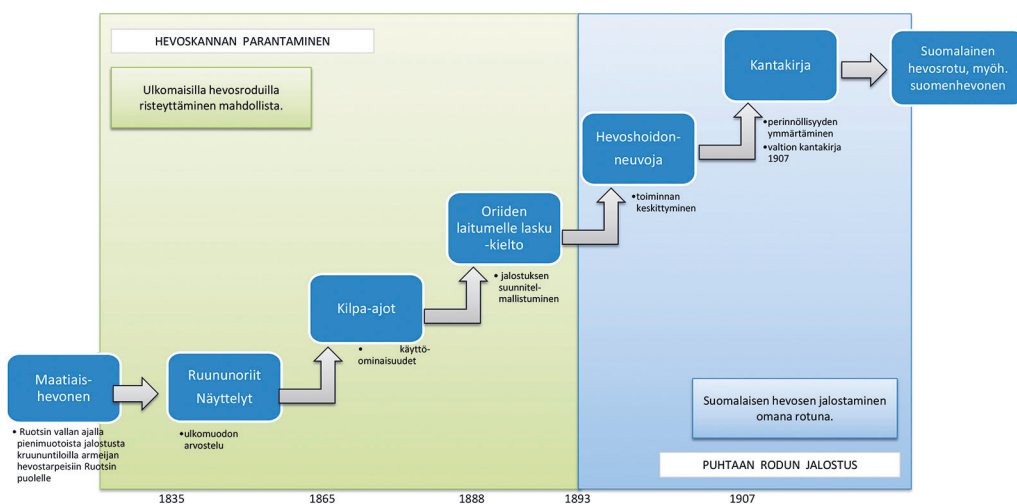 HEVOSKANNAN PARANTAMINEN
Ulkomaisilla hevosroduilla
risteyttäminen mahdollista.
Maatiais-
hevonen
• Ruotsin vallan ajalla
pienimuotoista jalostusta
kruununtiloilla armeijan
hevostarpeisiin Ruotsin
puolelle
Ruununoriit
Näyttelyt
•ulkomuodon
arvostelu
Kilpa-ajot
• käyttö-
ominaisuudet
Oriiden
laitumelle lasku
-kielto
• jalostuksen
suunnitel-
mallistuminen
Hevoshoidon-
neuvoja
•toiminnan
keskittyminen
Kantakirja
•perinnöllisyyden
ymmärtäminen
•valtion kantakirja
1907
Suomalainen
hevosrotu, myöh.
suomenhevonen
Suomalaisen hevosen jalostaminen
omana rotuna.
PUHTAAN RODUN JALOSTUS
1835 1865 1888 1893 1907